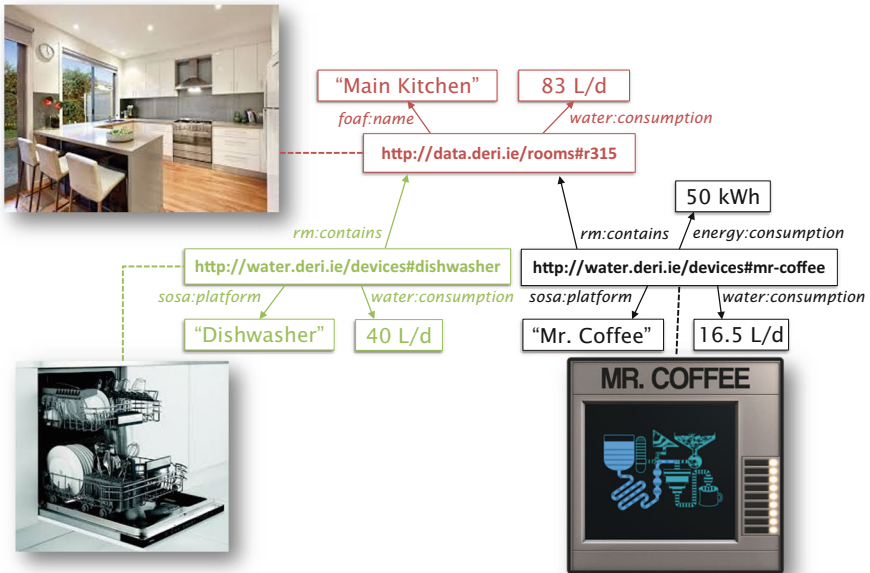 “Main Kitchen”
83 L/d
foaf:name
water:consumption
http://data.deri.ie/rooms#r315
50 kWh
rm:contains
rm:contains
energy:consumption
http://water.deri.ie/devices#dishwasher
http://water.deri.ie/devices#mr-coffee
sosa:platform
water:consumption
sosa:platform
water:consumption
“Dishwasher”
40 L/d
“Mr. Coffee”
16.5 L/d
MR. COFFEE